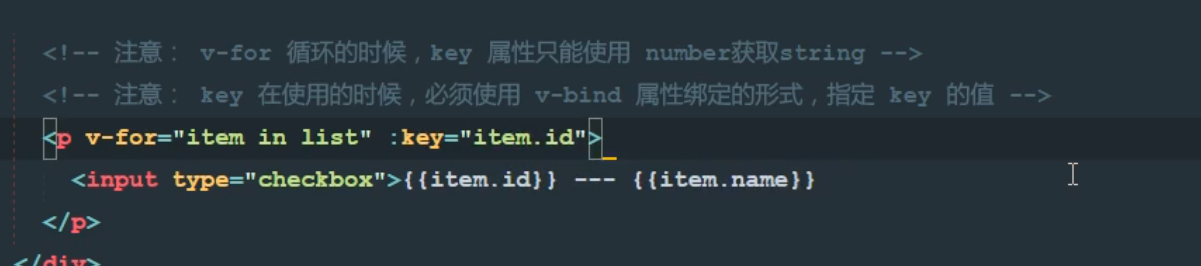 <!-- 注意： v-for 循环的时候，key 属性只能使用 number获取string -->
<!-- 注意： key 在使用的时候，必须使用 v-bind 属性绑定的形式，指定 key 的值 -->
<p v-for="item in list" :key="item.id">
<input type="checkbox">{{item.id}} --- {{item.name}}
</p>
</div>